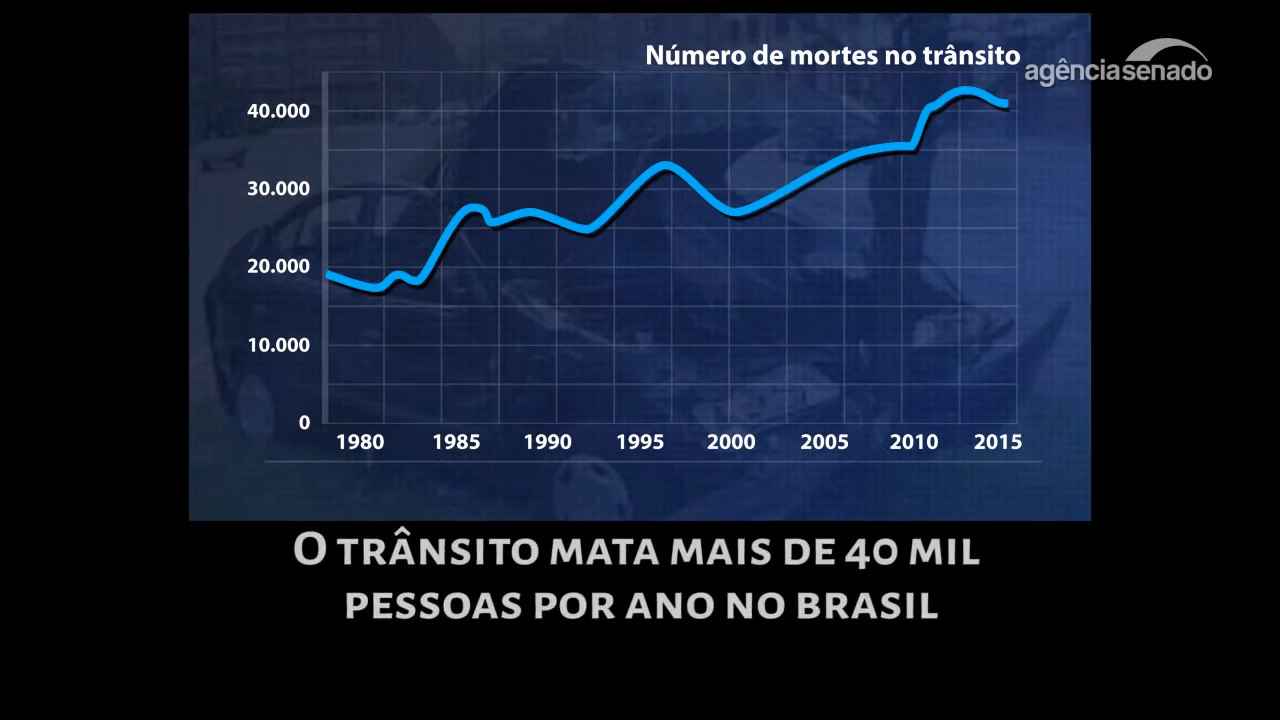 Número de mortes no trânsito
agênciasenado
40.000
30.000
20.000
10.000
0
1980 1985 1990 1995 2000 2005 2010 2015
O TRÂNSITO MATA MAIS DE 40 MIL
PESSOAS POR ANO NO BRASIL